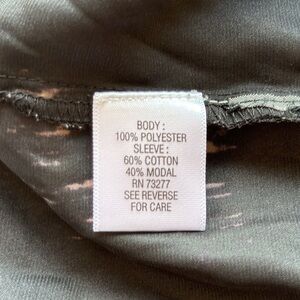 BODY :
100% POLYESTER
SLEEVE :
60% COTTON
40% MODAL
RN 73277
SEE REVERSE
FOR CARE